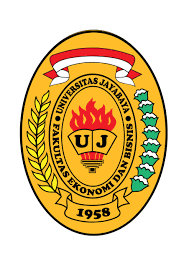 UNIVERSITAS JAYABAYA
UJ
FAKULTAS EKONOMI DAN BISNIS
1958